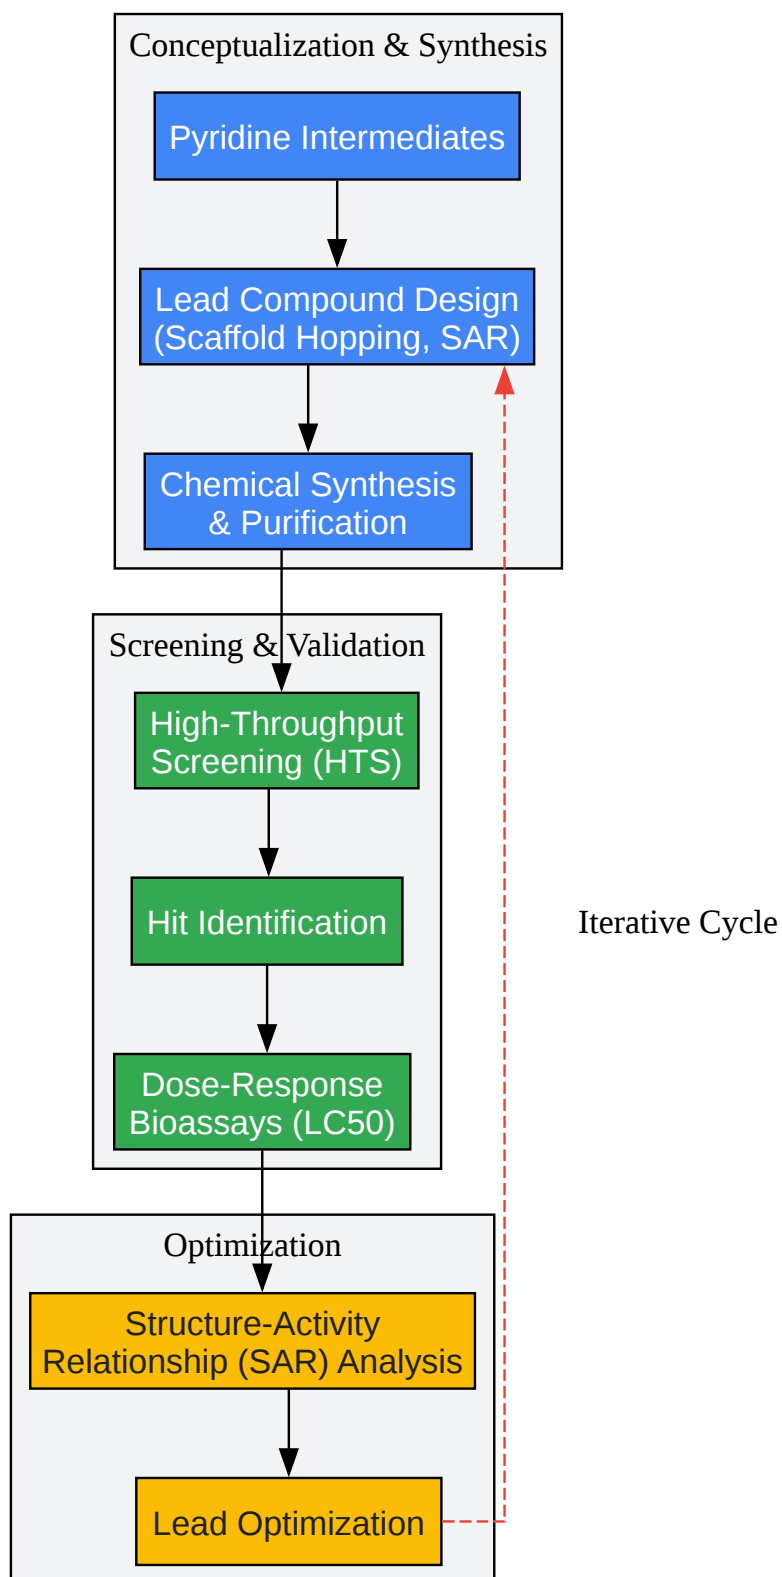 Conceptualization & Synthesis
Pyridine Intermediates
Lead Compound Design
(Scaffold Hopping, SAR)
Chemical Synthesis
& Purification
Screening & Validation
High-Throughput
Screening (HTS)
Hit Identification
Iterative Cycle
Dose-Response
Bioassays (LC50)
Optimization
Structure-Activity
Relationship (SAR) Analysis
Lead Optimization